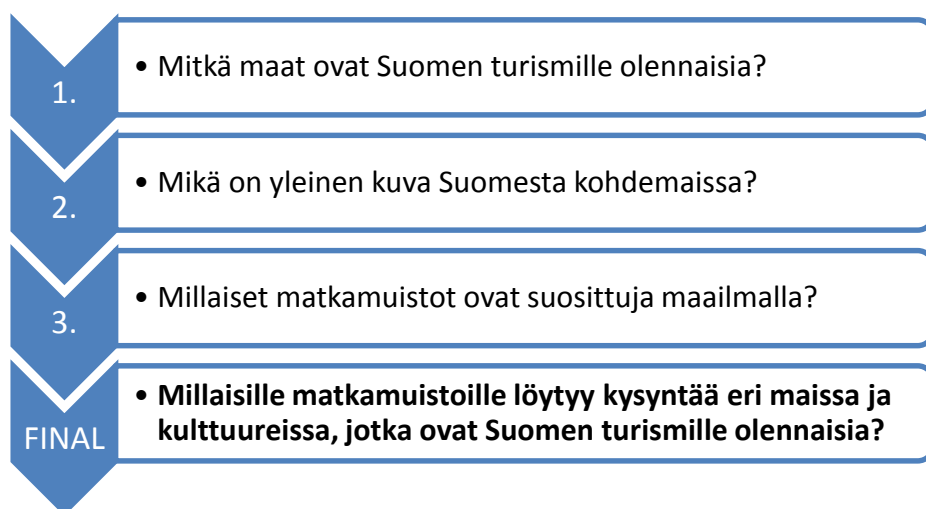 1.
• Mitkä maat ovat Suomen turismille olennaisia?
2.
• Mikä on yleinen kuva Suomesta kohdemaissa?
3.
• Millaiset matkamuistot ovat suosittuja maailmalla?
FINAL
• Millaisille matkamuistoille löytyy kysyntää eri maissa ja
kulttuureissa, jotka ovat Suomen turismille olennaisia?